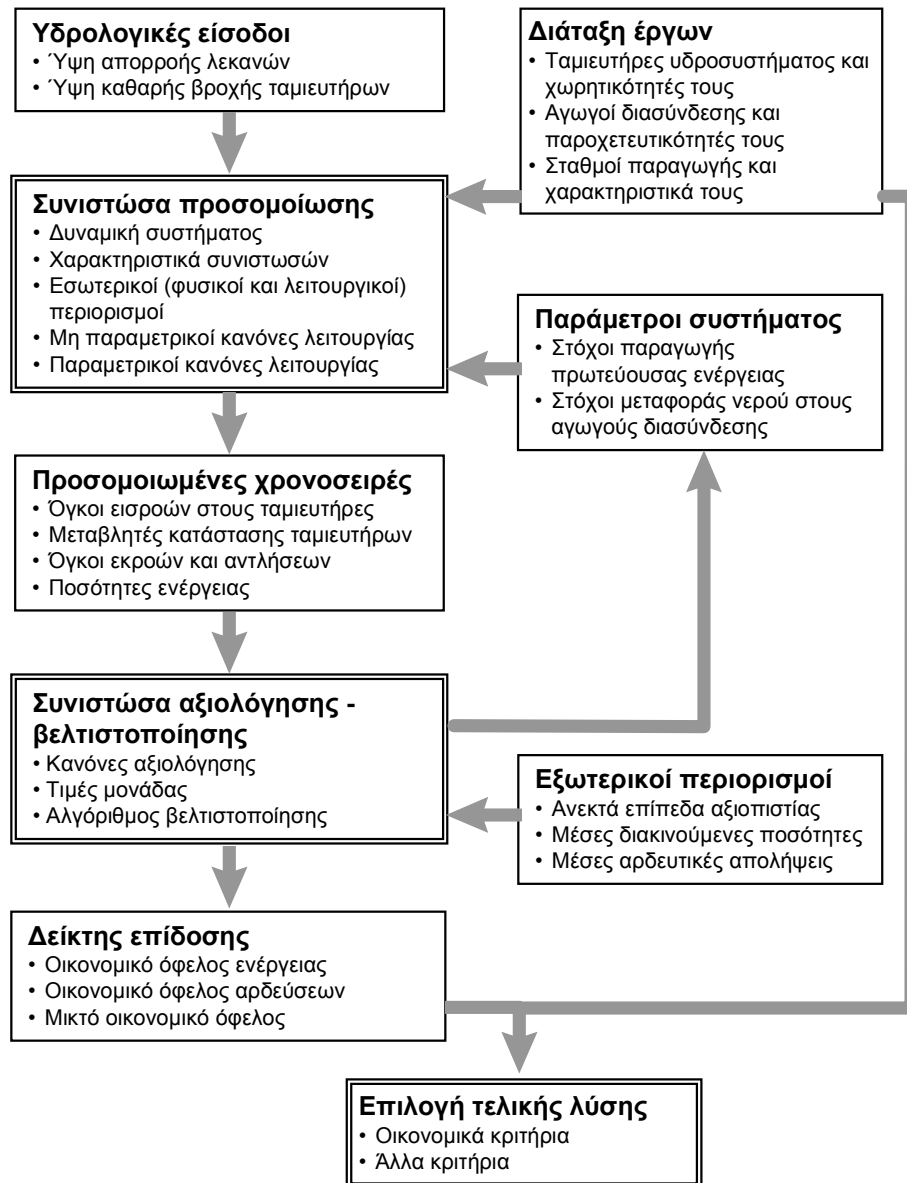 Υδρολογικές είσοδοι
• Ύψη απορροής λεκανών
• Ύψη καθαρής βροχής ταμιευτήρων
Διάταξη έργων
• Ταμιευτήρες υδροσυστήματος και
χωρητικότητές τους
• Αγωγοί διασύνδεσης και
παροχετευτικότητές τους
• Σταθμοί παραγωγής και
χαρακτηριστικά τους
Συνιστώσα προσομοίωσης
• Δυναμική συστήματος
• Χαρακτηριστικά συνιστωσών
• Εσωτερικοί (φυσικοί και λειτουργικοί)
περιορισμοί
• Μη παραμετρικοί κανόνες λειτουργίας
• Παραμετρικοί κανόνες λειτουργίας
Παράμετροι συστήματος
• Στόχοι παραγωγής
πρωτεύουσας ενέργειας
• Στόχοι μεταφοράς νερού στους
αγωγούς διασύνδεσης
Προσομοιωμένες χρονοσειρές
• Όγκοι εισροών στους ταμιευτήρες
• Μεταβλητές κατάστασης ταμιευτήρων
• Όγκοι εκροών και αντλήσεων
• Ποσότητες ενέργειας
Συνιστώσα αξιολόγησης -
βελτιστοποίησης
• Κανόνες αξιολόγησης
• Τιμές μονάδας
• Αλγόριθμος βελτιστοποίησης
Εξωτερικοί περιορισμοί
• Ανεκτά επίπεδα αξιοπιστίας
• Μέσες διακινούμενες ποσότητες
• Μέσες αρδευτικές απολήψεις
Δείκτης επίδοσης
• Οικονομικό όφελος ενέργειας
• Οικονομικό όφελος αρδεύσεων
• Μικτό οικονομικό όφελος
Επιλογή τελικής λύσης
• Οικονομικά κριτήρια
• Άλλα κριτήρια